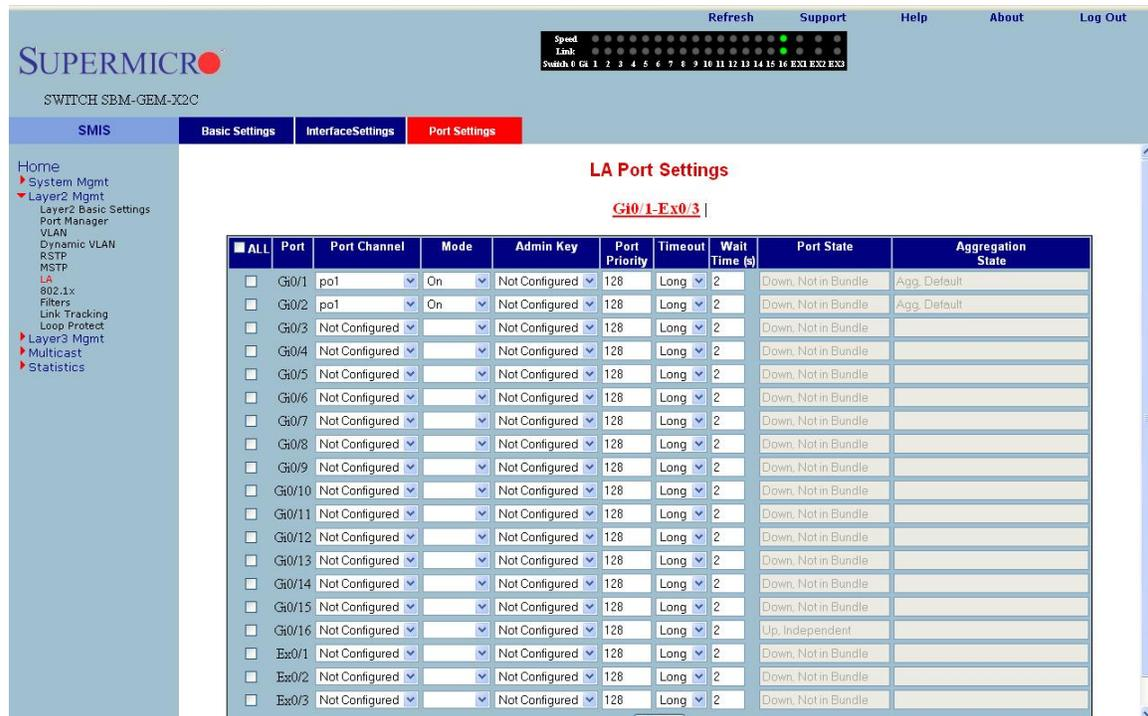 Refresh Support Help About Log Out
Speed
Link
Switch 0 Gi 1 2 3 4 5 6 7 8 9 10 11 12 13 14 15 16 EX1 EX2 EX3
SUPERMICRO
SWITCH SBM-GEM-X2C
SMIS Basic Settings InterfaceSettings Port Settings
Home
System Mgmt
Layer2 Mgmt
Layer2 Basic Settings
Port Manager
VLAN
Dynamic VLAN
RSTP
MSTP
LA
802.1x
Filters
Link Tracking
Loop Protect
Layer3 Mgmt
Multicast
Statistics
LA Port Settings
Gi0/1-Ex0/3 |
ALL Port Port Channel Mode Admin Key Port Priority Timeout Wait Time (s) Port State Aggregation State
Gi0/1 po1 On Not Configured 128 Long 2 Down, Not in Bundle Agg, Default
Gi0/2 po1 On Not Configured 128 Long 2 Down, Not in Bundle Agg, Default
Gi0/3 Not Configured Not Configured 128 Long 2 Down, Not in Bundle
Gi0/4 Not Configured Not Configured 128 Long 2 Down, Not in Bundle
Gi0/5 Not Configured Not Configured 128 Long 2 Down, Not in Bundle
Gi0/6 Not Configured Not Configured 128 Long 2 Down, Not in Bundle
Gi0/7 Not Configured Not Configured 128 Long 2 Down, Not in Bundle
Gi0/8 Not Configured Not Configured 128 Long 2 Down, Not in Bundle
Gi0/9 Not Configured Not Configured 128 Long 2 Down, Not in Bundle
Gi0/10 Not Configured Not Configured 128 Long 2 Down, Not in Bundle
Gi0/11 Not Configured Not Configured 128 Long 2 Down, Not in Bundle
Gi0/12 Not Configured Not Configured 128 Long 2 Down, Not in Bundle
Gi0/13 Not Configured Not Configured 128 Long 2 Down, Not in Bundle
Gi0/14 Not Configured Not Configured 128 Long 2 Down, Not in Bundle
Gi0/15 Not Configured Not Configured 128 Long 2 Down, Not in Bundle
Gi0/16 Not Configured Not Configured 128 Long 2 Up, Independent
Ex0/1 Not Configured Not Configured 128 Long 2 Down, Not in Bundle
Ex0/2 Not Configured Not Configured 128 Long 2 Down, Not in Bundle
Ex0/3 Not Configured Not Configured 128 Long 2 Down, Not in Bundle